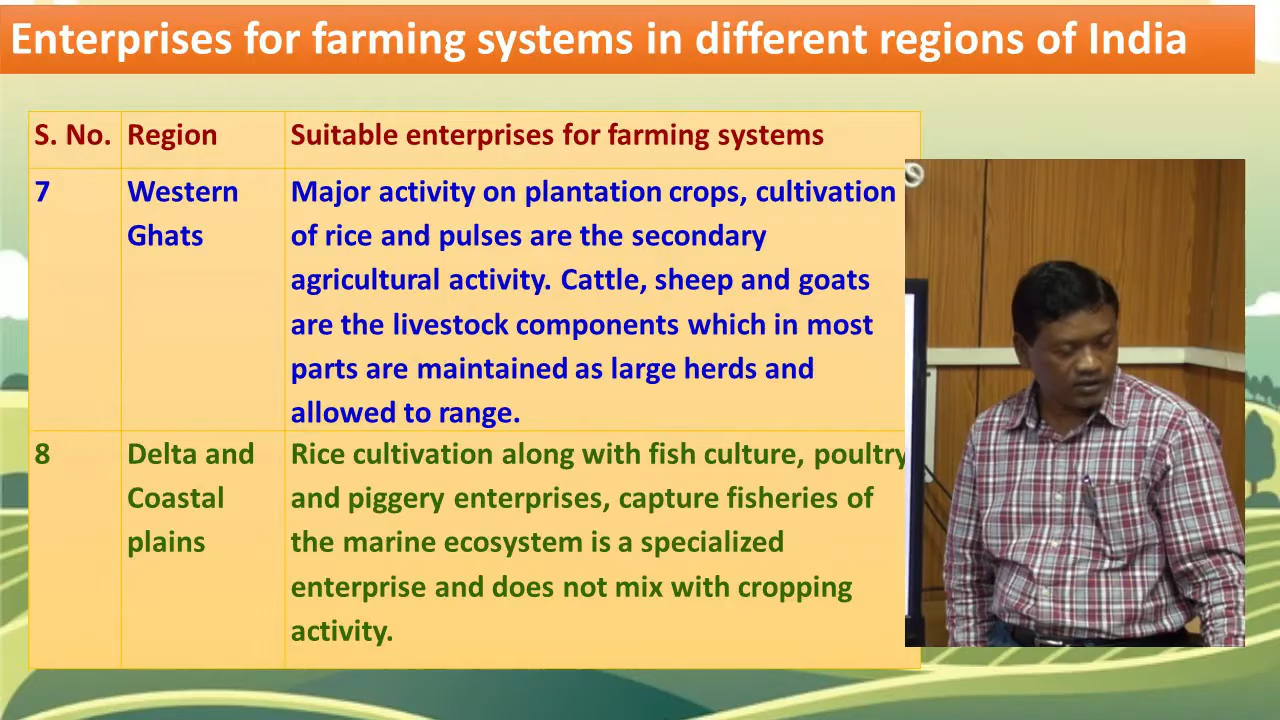 Enterprises for farming systems in different regions of India
S. No. Region Suitable enterprises for farming systems
7 Western Major activity on plantation crops, cultivation
Ghats of rice and pulses are the secondary
agricultural activity. Cattle, sheep and goats
are the livestock components which in most
parts are maintained as large herds and
allowed to range.
8 Delta and Rice cultivation along with fish culture, poultry
Coastal and piggery enterprises, capture fisheries of
plains the marine ecosystem is a specialized
enterprise and does not mix with cropping
activity.